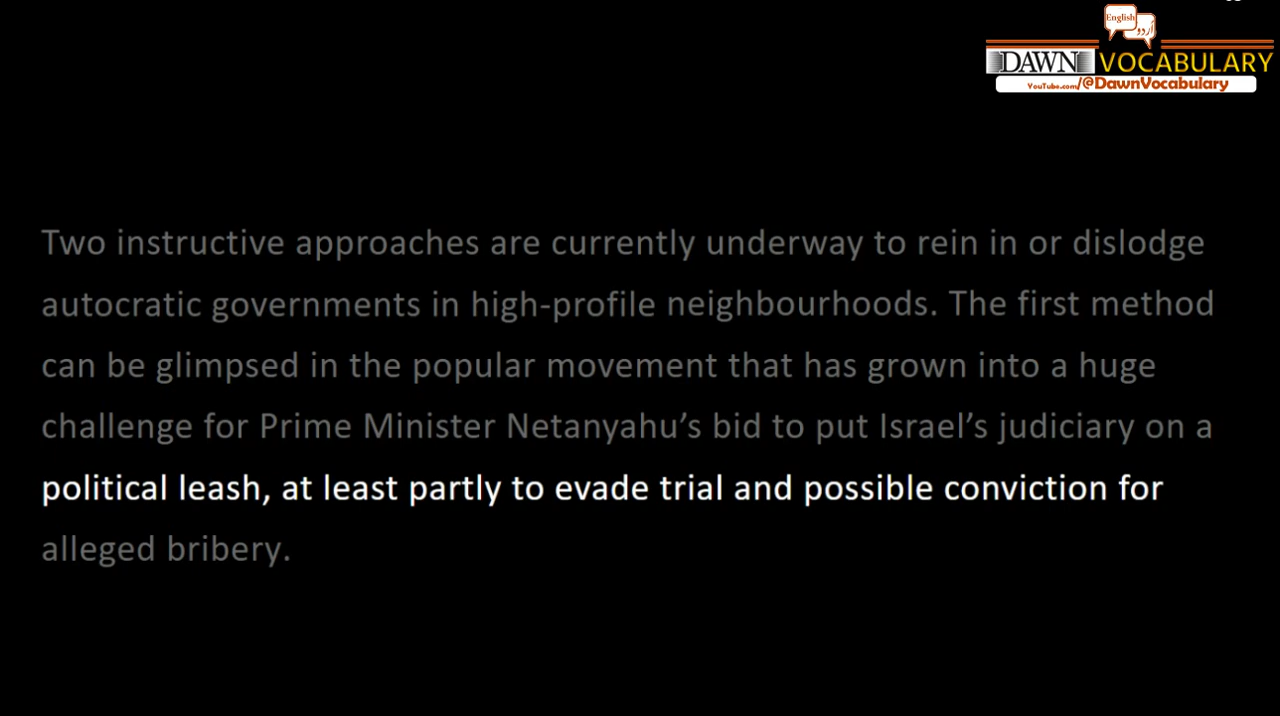 English
اُردو
DAWN VOCABULARY
YouTube.com/@DawnVocabulary
Two instructive approaches are currently underway to rein in or dislodge
autocratic governments in high-profile neighbourhoods. The first method
can be glimpsed in the popular movement that has grown into a huge
challenge for Prime Minister Netanyahu’s bid to put Israel’s judiciary on a
political leash, at least partly to evade trial and possible conviction for
alleged bribery.